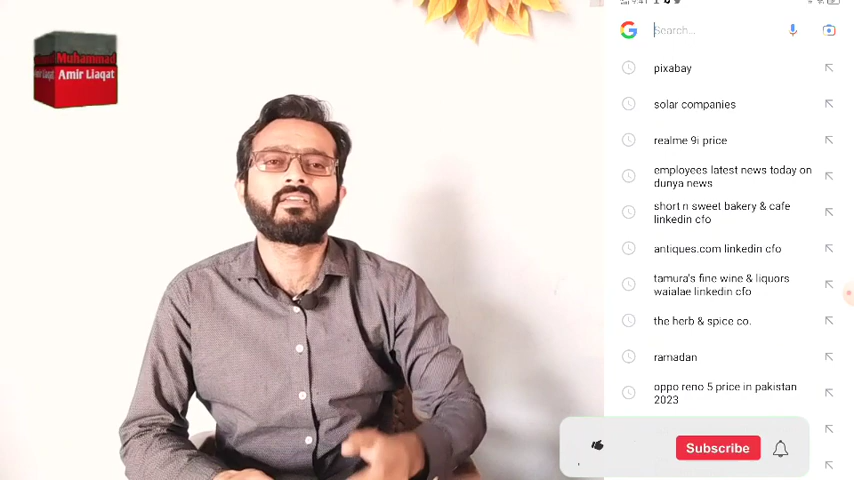 Muhammad
Amir Liaqat
Search...
pixabay
solar companies
realme 9i price
employees latest news today on
dunya news
short n sweet bakery & cafe
linkedin cfo
antiques.com linkedin cfo
tamura's fine wine & liquors
waialae linkedin cfo
the herb & spice co.
ramadan
oppo reno 5 price in pakistan
2023
Subscribe